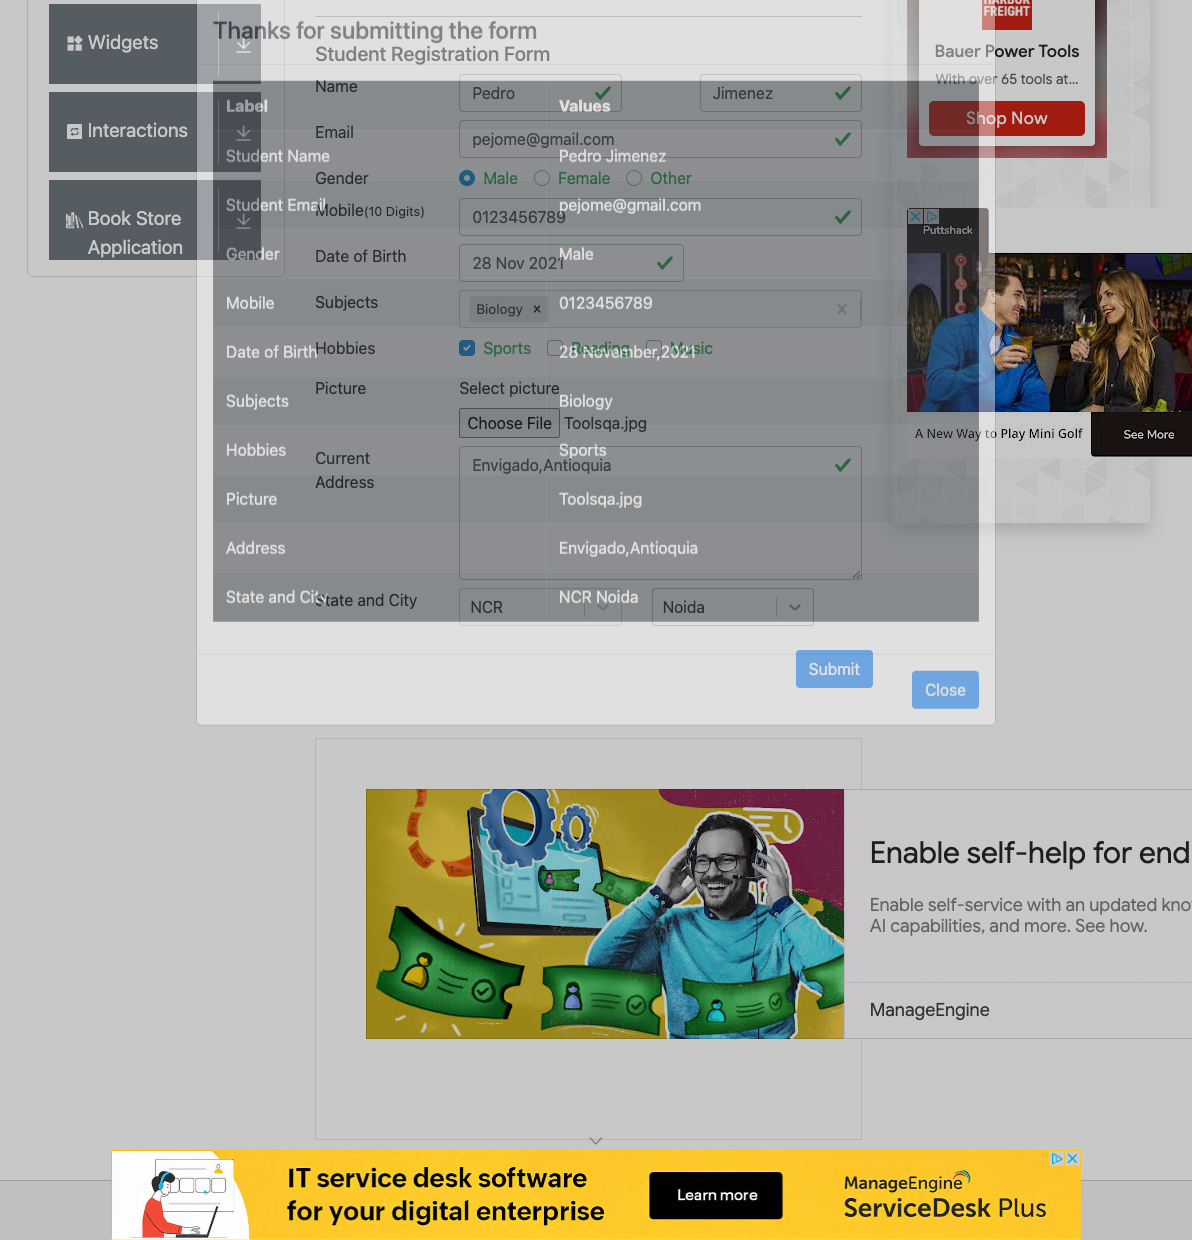 Widgets
Interactions
Book Store
Application
Thanks for submitting the form
Student Registration Form
Label
Values
Name
Pedro
Jimenez
Email
pejome@gmail.com
Student Name
Pedro Jimenez
Gender
Male
Female
Other
Student Email
pejome@gmail.com
Mobile(10 Digits)
0123456789
Gender
Male
Date of Birth
28 Nov 2021
Mobile
0123456789
Subjects
Biology
Date of Birth
28 November,2021
Hobbies
Sports
Reading
Music
Picture
Select picture
Subjects
Biology
Choose File Toolsqa.jpg
Hobbies
Sports
Current
Address
Envigado,Antioquia
Picture
Toolsqa.jpg
Address
Envigado,Antioquia
State and City
NCR Noida
State and City
NCR
Noida
Submit
Close
HARBOR
FREIGHT
Bauer Power Tools
With over 65 tools at...
Shop Now
Puttshack
A New Way to Play Mini Golf
See More
Enable self-help for end
Enable self-service with an updated kno
AI capabilities, and more. See how.
ManageEngine
IT service desk software
for your digital enterprise
Learn more
ManageEngine
ServiceDesk Plus